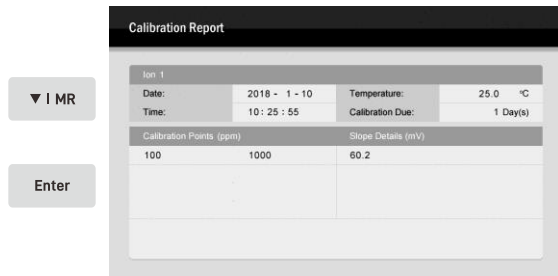 Calibration Report
Ion 1
Date: 2018 - 1 - 10 Temperature: 25.0 °C
Time: 10 : 25 : 55 Calibration Due: 1 Day(s)
Calibration Points (ppm) Slope Details (mV)
100 1000 60.2
▼ I MR
Enter